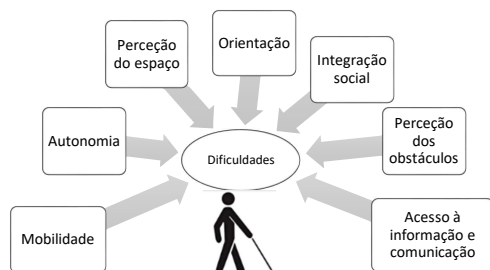 Orientação
Perceção
do espaço
Integração
social
Autonomia
Perceção
dos
obstáculos
Dificuldades
Mobilidade
Acesso à
informação e
comunicação